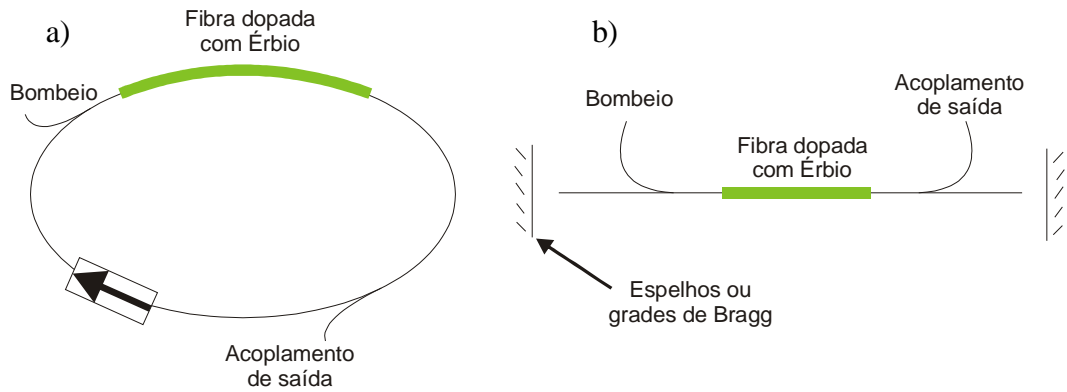 a)
Fibra dopada
com Érbio
Bombeio
Acoplamento
de saída
b)
Bombeio
Acoplamento
de saída
Fibra dopada
com Érbio
Espelhos ou
grades de Bragg